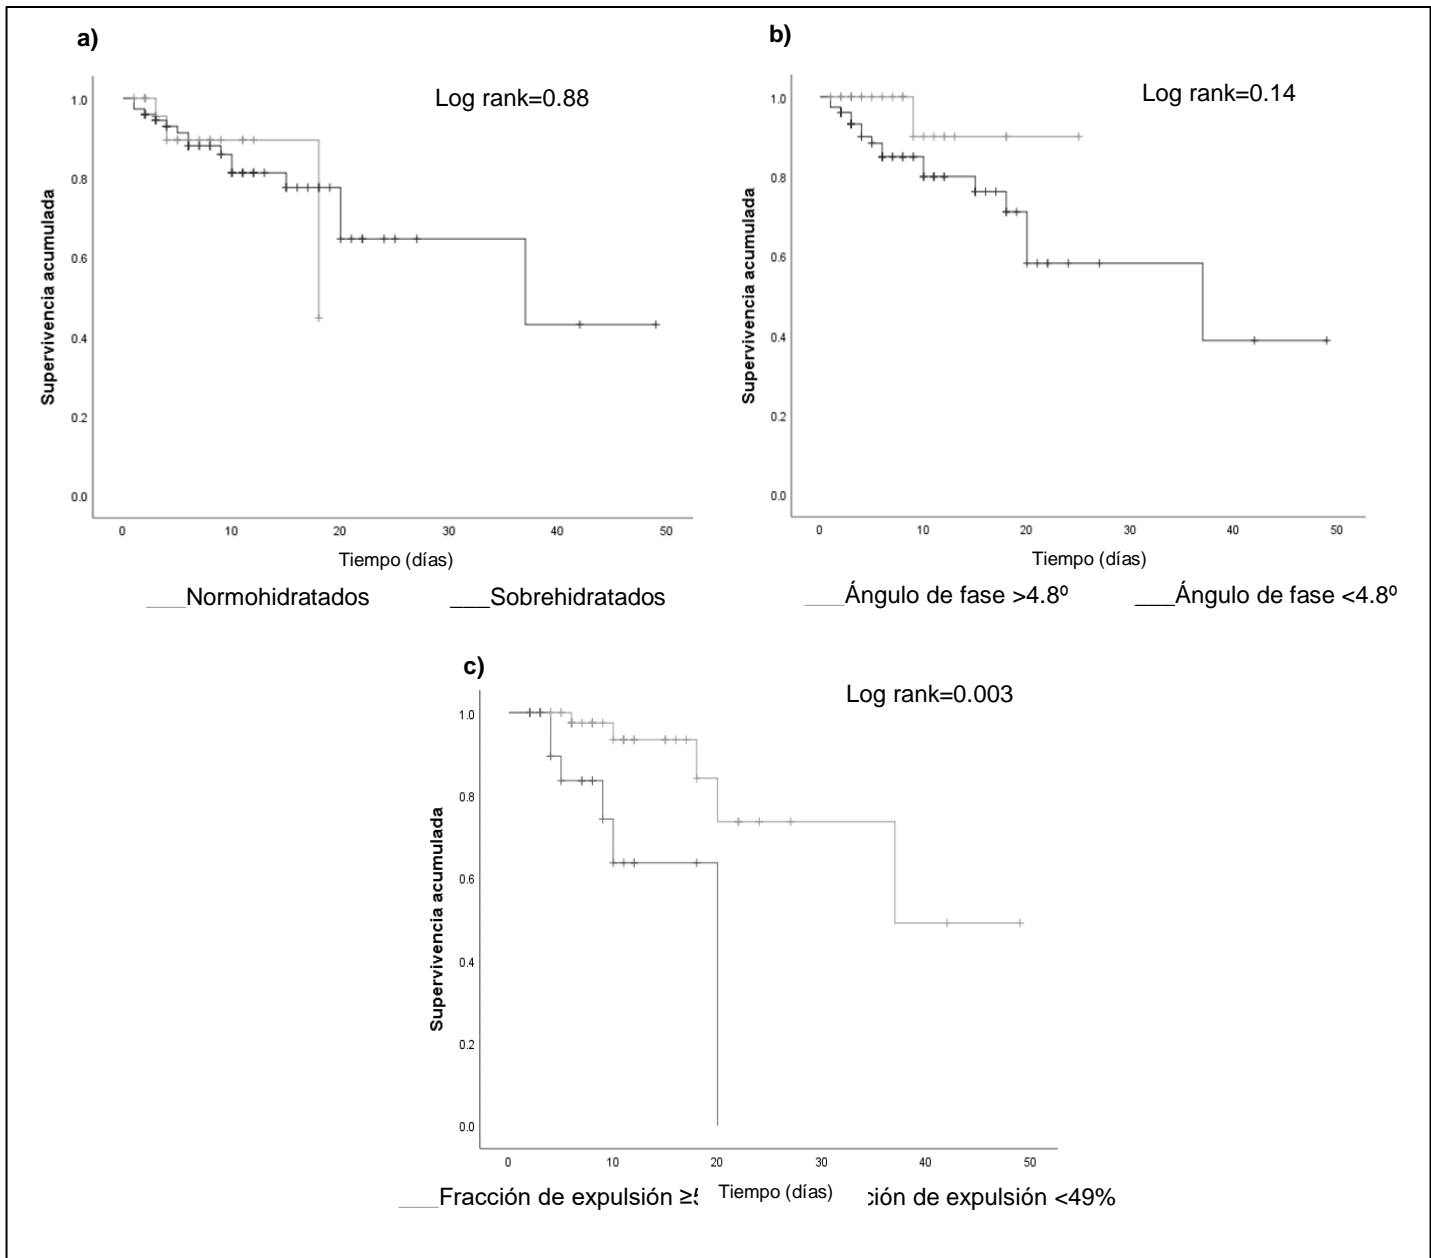 a)
Log rank=0.88
Supervivencia acumulada
1.0
0.8
0.6
0.4
0.2
0.0
0 10 20 30 40 50
Tiempo (días)
___Normohidratados ___Sobrehidratados
b)
Log rank=0.14
Supervivencia acumulada
1.0
0.8
0.6
0.4
0.2
0.0
0 10 20 30 40 50
Tiempo (días)
___Ángulo de fase >4.8º ___Ángulo de fase <4.8º
c)
Log rank=0.003
Supervivencia acumulada
1.0
0.8
0.6
0.4
0.2
0.0
0 10 20 30 40 50
___Fracción de expulsión Tiempo (días) de expulsión <49%